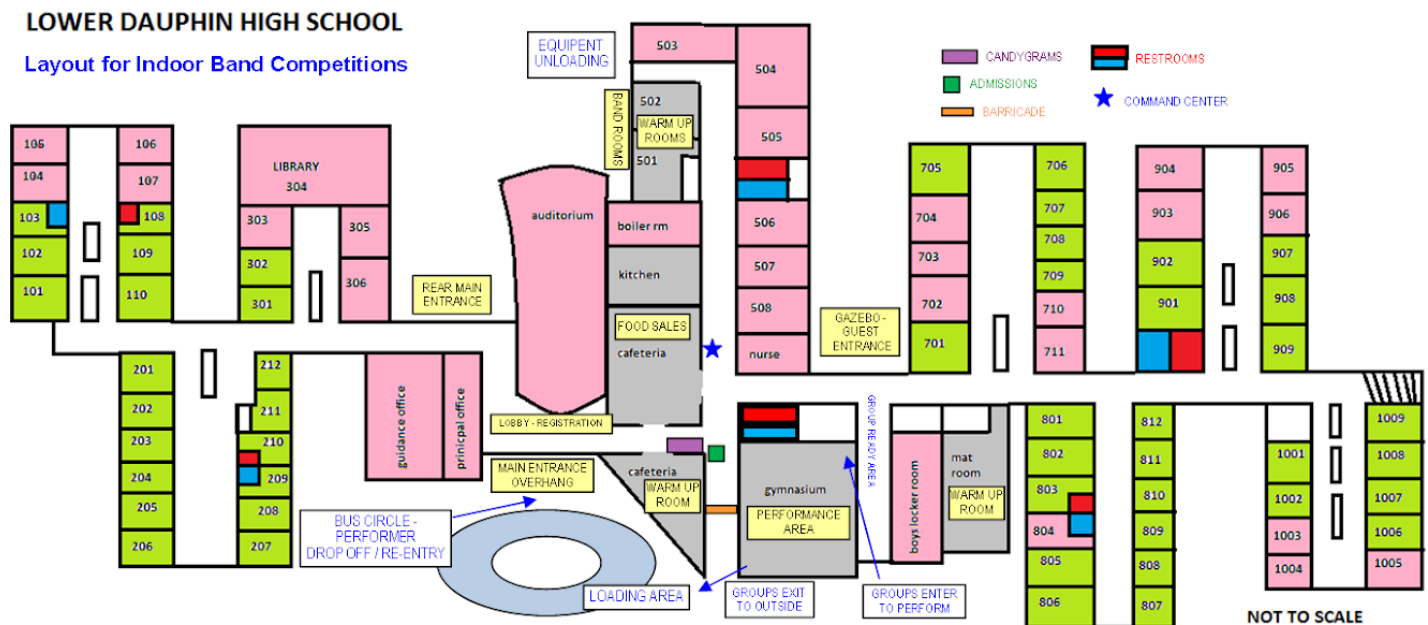 LOWER DAUPHIN HIGH SCHOOL
Layout for Indoor Band Competitions
EQUIPENT
UNLOADING
503
504
CANDYGRAMS
RESTROOMS
ADMISSIONS
COMMAND CENTER
BARRICADE
BAND ROOMS
502
WARM UP
ROOMS
501
505
105
106
104
107
103
108
102
109
101
110
LIBRARY
304
303
305
302
306
301
REAR MAIN
ENTRANCE
auditorium
boiler rm
kitchen
FOOD SALES
cafeteria
506
507
508
nurse
GAZEBO -
GUEST
ENTRANCE
705
706
704
707
703
708
702
709
701
710
711
904
905
903
906
902
907
901
908
909
201
212
202
211
203
210
204
209
205
208
206
207
guidance office
prinicpal office
LOBBY - REGISTRATION
MAIN ENTRANCE
OVERHANG
cafeteria
WARM UP
ROOM
BUS CIRCLE -
PERFORMER
DROP OFF / RE-ENTRY
LOADING AREA
gymnasium
PERFORMANCE
AREA
GROUPS EXIT
TO OUTSIDE
GROUP READY AREA
GROUPS ENTER
TO PERFORM
boys locker room
mat
room
WARM UP
ROOM
801
812
802
811
803
810
804
809
805
808
806
807
1009
1001
1008
1002
1007
1003
1006
1004
1005
NOT TO SCALE